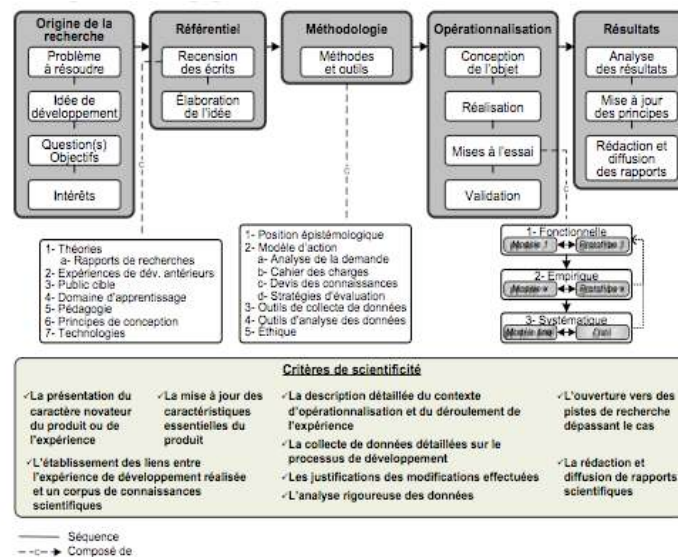 Origine de la
recherche
Problème
à résoudre
Idée de
développement
Question(s)
Objectifs
Intérêts
Référentiel
Recension
des écrits
Élaboration
de l'idée
Méthodologie
Méthodes
et outils
Opérationnalisation
Conception
de l'objet
Réalisation
Mises à l'essai
Validation
Résultats
Analyse
des résultats
Mise à jour
des principes
Rédaction et
diffusion
des rapports
c
c
c
1- Théories
a- Rapports de recherches
2- Expériences de dév. antérieurs
3- Public cible
4- Domaine d'apprentissage
5- Pédagogie
6- Principes de conception
7- Technologies
1- Position épistémologique
2- Modèle d'action
a- Analyse de la demande
b- Cahier des charges
c- Devis des connaissances
d- Stratégies d'évaluation
3- Outils de collecte de données
4- Outils d'analyse des données
5- Éthique
1- Fonctionnelle
2- Empirique
3- Systématique
Critères de scientificité
✓La présentation du
caractère novateur
du produit ou de
l'expérience
✓La mise à jour des
caractéristiques
essentielles du
produit
✓L'établissement des liens entre
l'expérience de développement réalisée
et un corpus de connaissances
scientifiques
✓La description détaillée du contexte
d'opérationnalisation et du déroulement de
l'expérience
✓La collecte de données détaillées sur le
processus de développement
✓Les justifications des modifications effectuées
✓L'analyse rigoureuse des données
✓L'ouverture vers des
pistes de recherche
dépassant le cas
✓La rédaction et
diffusion de rapports
scientifiques
Séquence
c Composé de